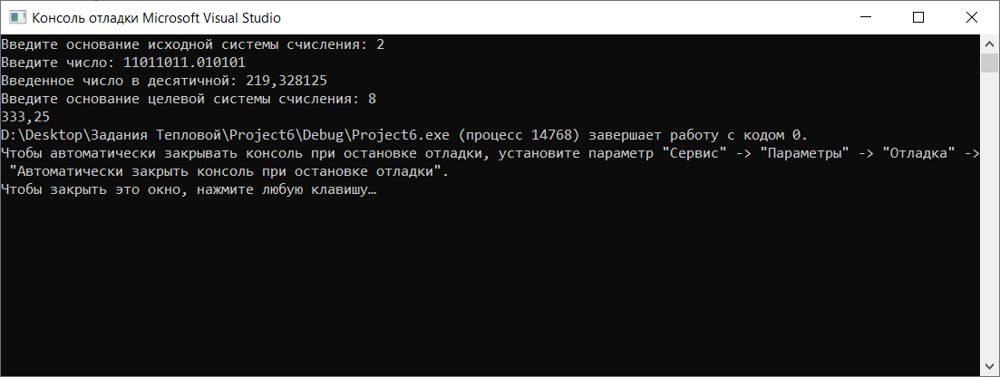 Консоль отладки Microsoft Visual Studio
Введите основание исходной системы счисления: 2
Введите число: 11011011.010101
Введенное число в десятичной: 219,328125
Введите основание целевой системы счисления: 8
333,25
D:\Desktop\Задания Тепловой\Project6\Debug\Project6.exe (процесс 14768) завершает работу с кодом 0.
Чтобы автоматически закрывать консоль при остановке отладки, установите параметр "Сервис" -> "Параметры" -> "Отладка" ->
"Автоматически закрыть консоль при остановке отладки".
Чтобы закрыть это окно, нажмите любую клавишу…